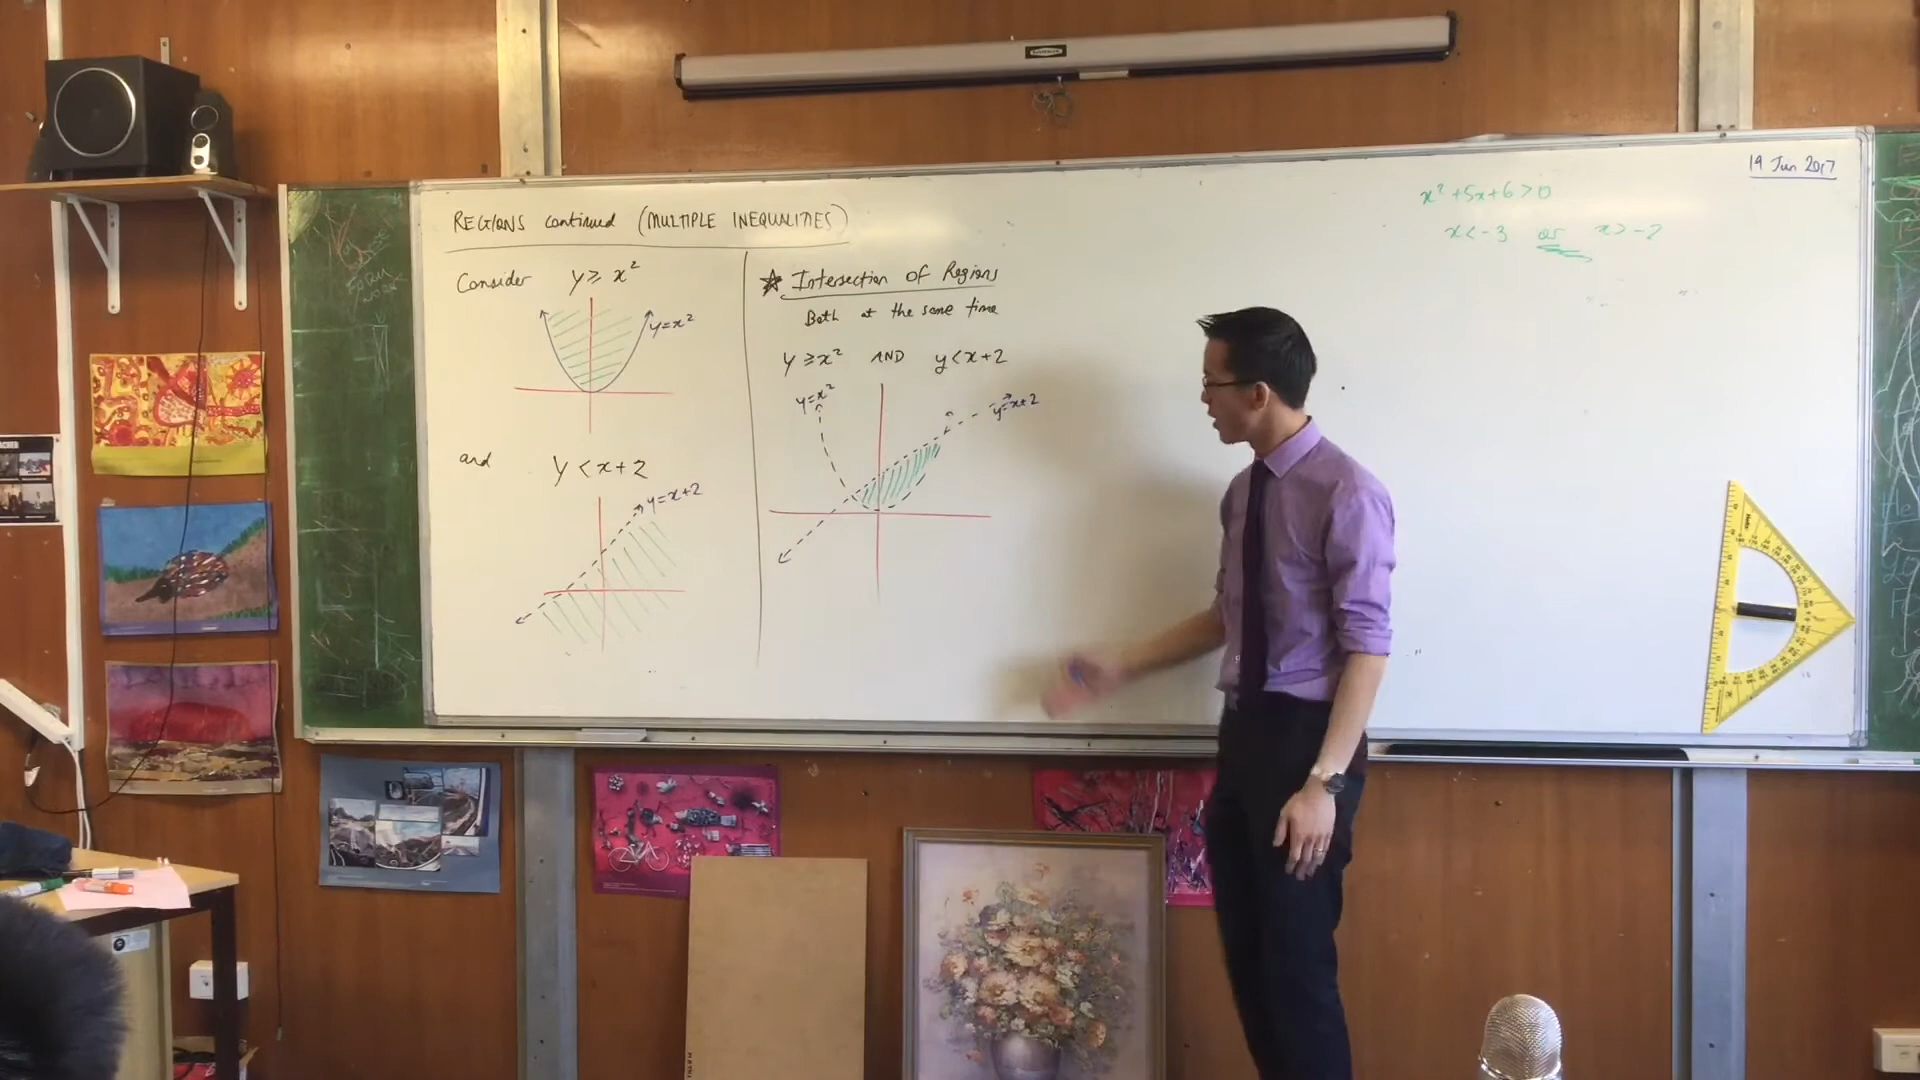 REGIONS continued (MULTIPLE INEQUALITIES)
Consider y ≥ x²
y=x²
and y < x+2
y=x+2
★ Intersection of Regions
Both at the same time
y ≥ x² AND y < x+2
y=x²
y=x+2
19 Jun 2017
x² + 5x + 6 > 0
x < -3 or x > -2